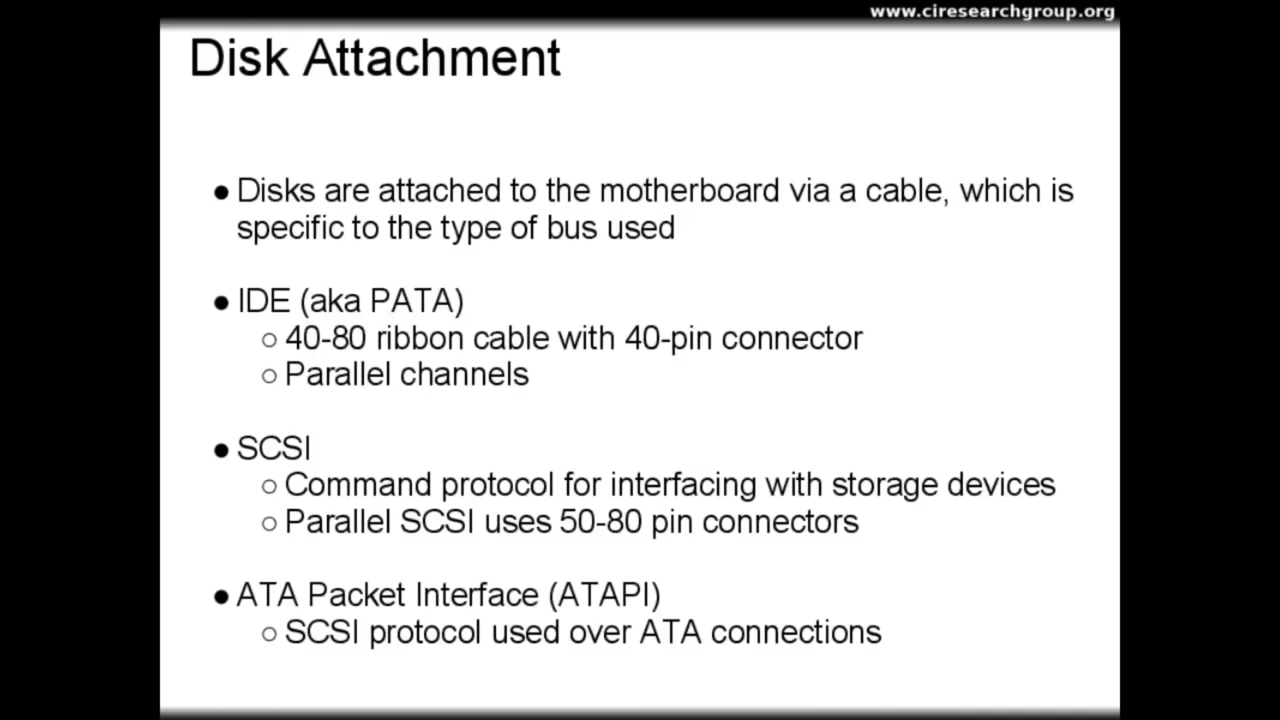 www.ciresearchgroup.org
Disk Attachment
● Disks are attached to the motherboard via a cable, which is
specific to the type of bus used
● IDE (aka PATA)
○ 40-80 ribbon cable with 40-pin connector
○ Parallel channels
● SCSI
○ Command protocol for interfacing with storage devices
○ Parallel SCSI uses 50-80 pin connectors
● ATA Packet Interface (ATAPI)
○ SCSI protocol used over ATA connections